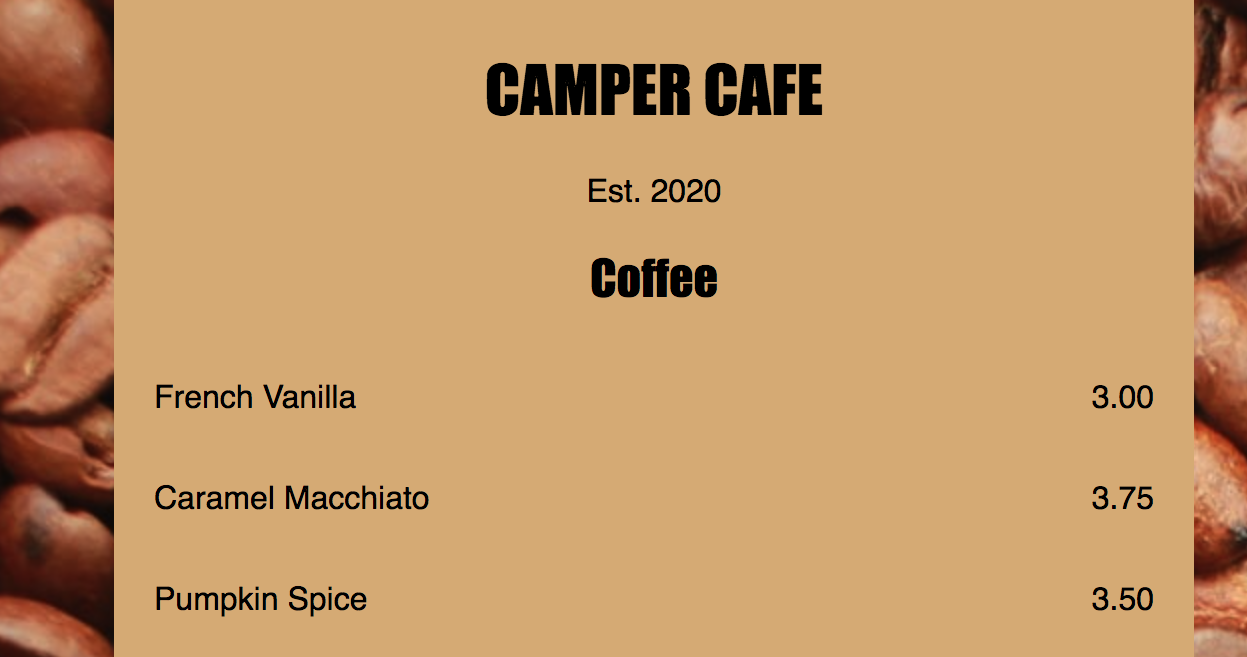 CAMPER CAFE
Est. 2020
Coffee
French Vanilla 3.00
Caramel Macchiato 3.75
Pumpkin Spice 3.50